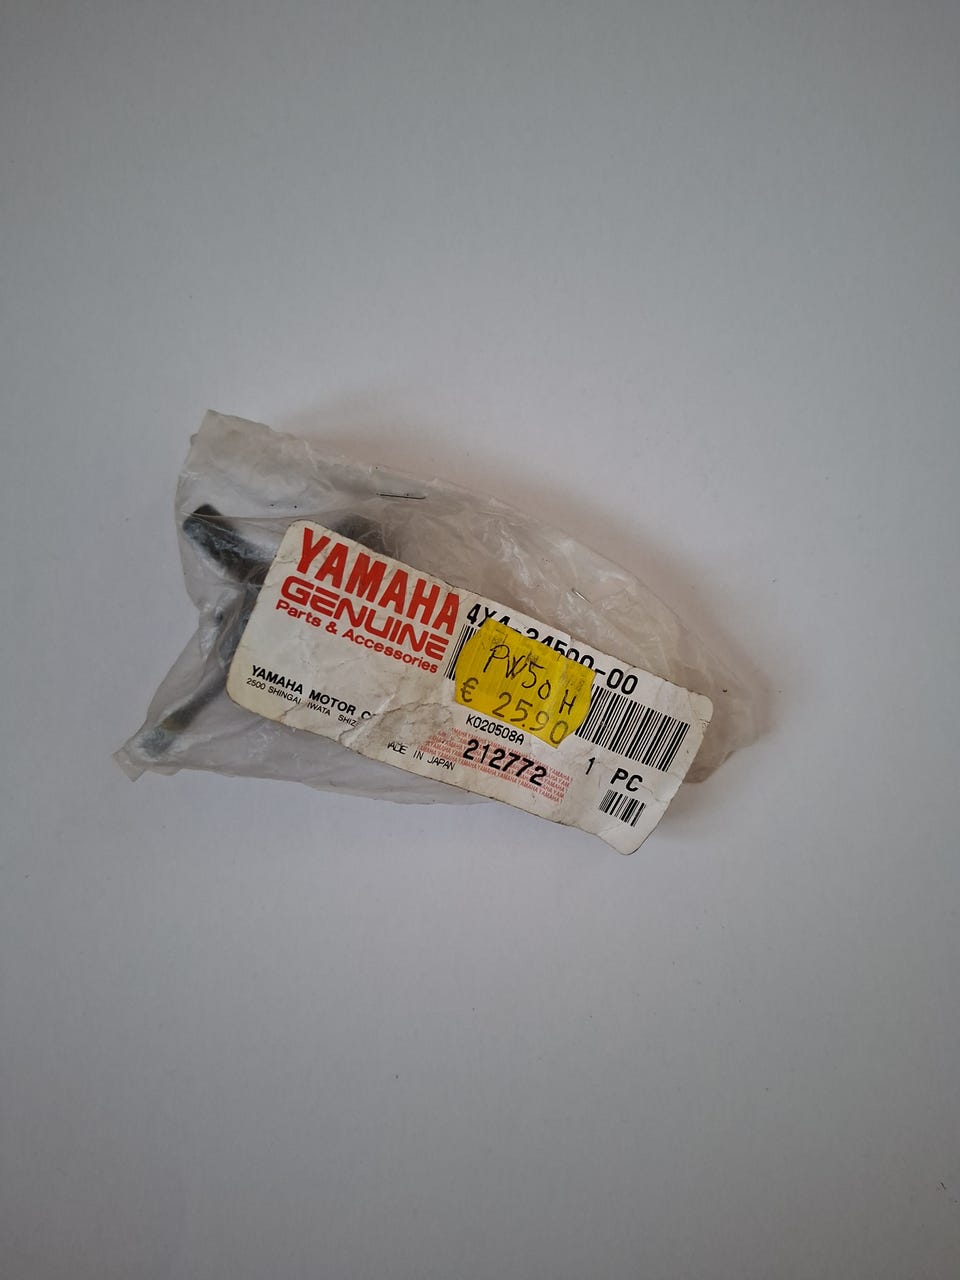 YAMAHA
GENUINE
Parts & Accessories
4X4-24500-00
PW50 H
€ 25.90
YAMAHA MOTOR C
2500 SHINGAI IWATA SHIZ
K020508A
ADE IN JAPAN
212772
1 PC